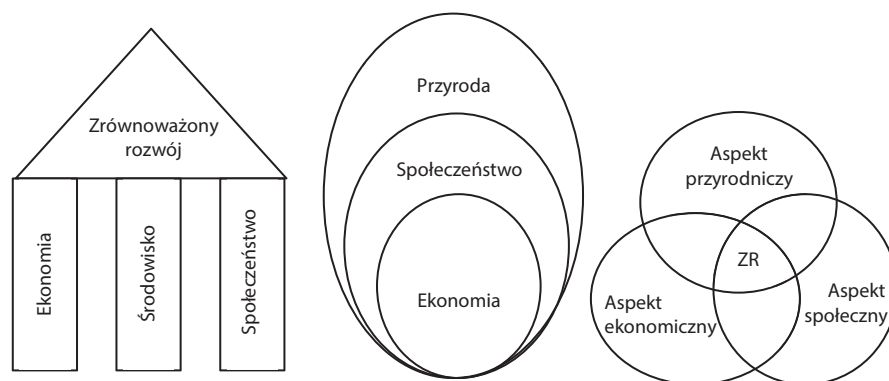 Zrównoważony
rozwój
Ekonomia
Środowisko
Społeczeństwo
Przyroda
Społeczeństwo
Ekonomia
Aspekt
przyrodniczy
ZR
Aspekt
ekonomiczny
Aspekt
społeczny